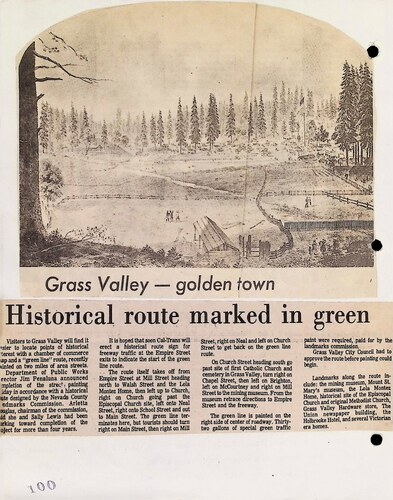 Grass Valley — golden town
Historical route marked in green
Visitors to Grass Valley will find it
easier to locate points of historical
interest with a chamber of commerce
map and a "green line" route, recently
painted on two miles of area streets.
Department of Public Works
director Jim Penaluna announced
completion of the street painting
in accordance with a historical
route designed by the Nevada County
Landmarks Commission. Arletta
Douglas, chairman of the commission,
said she and Sally Lewis had been
working toward completion of the
project for more than four years.
It is hoped that soon Cal-Trans will
erect a historical route sign for
freeway traffic at the Empire Street
exits to indicate the start of the green
line route.
The route itself takes off from
Empire Street at Mill Street heading
north to Walsh Street and the Lola
Montez Home, then left up to Church,
right on Church going past the
Episcopal Church site, left onto Neal
Street, right onto School Street and out
to Main Street. The green line ter-
minates here, but tourists should turn
right on Main Street, then right on Mill
Street, right on Neal and left on Church
Street to get back on the green line
route.
On Church Street heading south go
past site of first Catholic Church and
cemetery in Grass Valley, turn right on
Chapel Street, then left on Brighton,
left on McCourtney and right on Mill
Street to the mining museum. From the
museum retrace directions to Empire
Street and the freeway.
The green line is painted on the
right side of center of roadway. Thirty-
two gallons of special green traffic
paint were required, paid for by the
landmarks commission.
Grass Valley City Council had to
approve the route before painting could
begin.
Landmarks along the route in-
clude: the mining museum, Mount St.
Mary's museum, the Lola Montez
Home, historical site of the Episcopal
Church and original Methodist Church,
Grass Valley Hardware store, The
Union newspaper building, the
Holbrooke Hotel, and several Victorian
era homes.
100